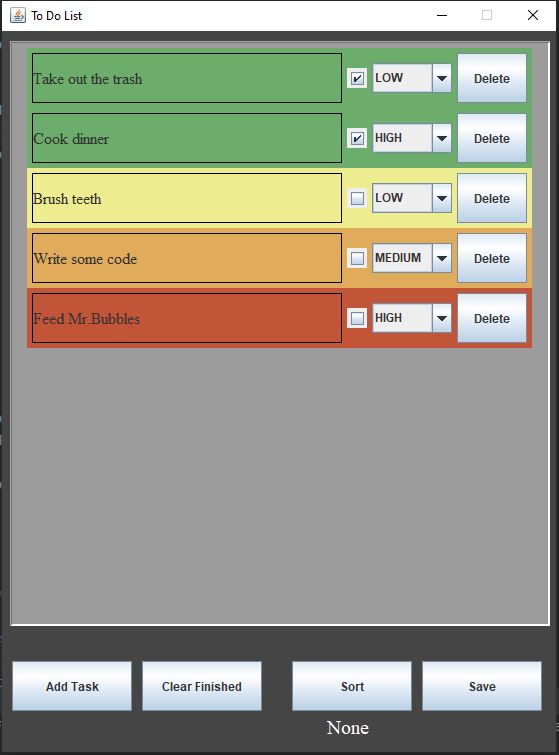 To Do List
Take out the trash LOW Delete
Cook dinner HIGH Delete
Brush teeth LOW Delete
Write some code MEDIUM Delete
Feed Mr.Bubbles HIGH Delete
Add Task Clear Finished Sort Save
None